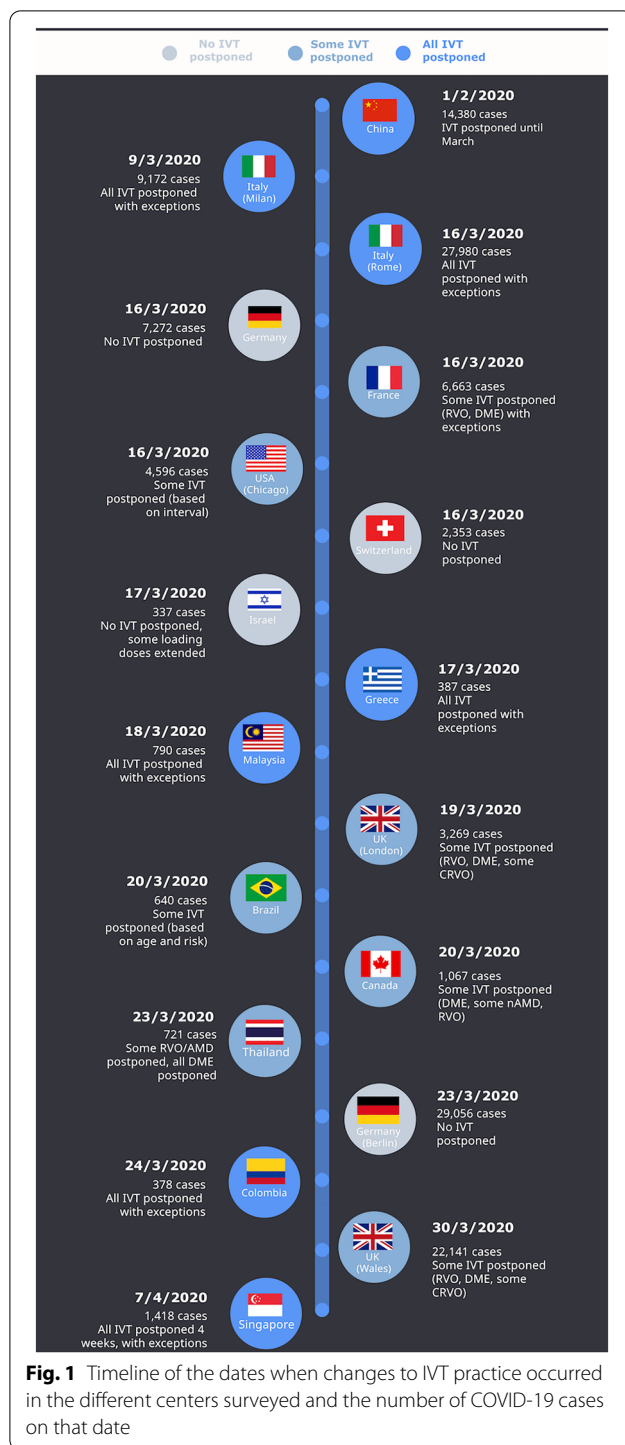 No IVT
postponed
Some IVT
postponed
All IVT
postponed
1/2/2020
14,380 cases
IVT postponed until
March
China
9/3/2020
9,172 cases
All IVT postponed
with exceptions
Italy
(Milan)
16/3/2020
27,980 cases
All IVT
postponed with
exceptions
Italy
(Rome)
16/3/2020
7,272 cases
No IVT postponed
Germany
16/3/2020
6,663 cases
Some IVT postponed
(RVO, DME) with
exceptions
France
16/3/2020
4,596 cases
Some IVT
postponed (based
on interval)
USA
(Chicago)
16/3/2020
2,353 cases
No IVT
postponed
Switzerland
17/3/2020
337 cases
No IVT postponed,
some loading
doses extended
Israel
17/3/2020
387 cases
All IVT
postponed with
exceptions
Greece
18/3/2020
790 cases
All IVT postponed
with exceptions
Malaysia
19/3/2020
3,269 cases
Some IVT postponed
(RVO, DME, some
CRVO)
UK
(London)
20/3/2020
640 cases
Some IVT
postponed (based
on age and risk)
Brazil
20/3/2020
1,067 cases
Some IVT postponed
(DME, some nAMD,
RVO)
Canada
23/3/2020
721 cases
Some RVO/AMD
postponed, all DME
postponed
Thailand
23/3/2020
29,056 cases
No IVT
postponed
Germany
(Berlin)
24/3/2020
378 cases
All IVT postponed
with exceptions
Colombia
30/3/2020
22,141 cases
Some IVT postponed
(RVO, DME, some
CRVO)
UK
(Wales)
7/4/2020
1,418 cases
All IVT postponed 4
weeks, with exceptions
Singapore
Fig. 1 Timeline of the dates when changes to IVT practice occurred
in the different centers surveyed and the number of COVID-19 cases
on that date